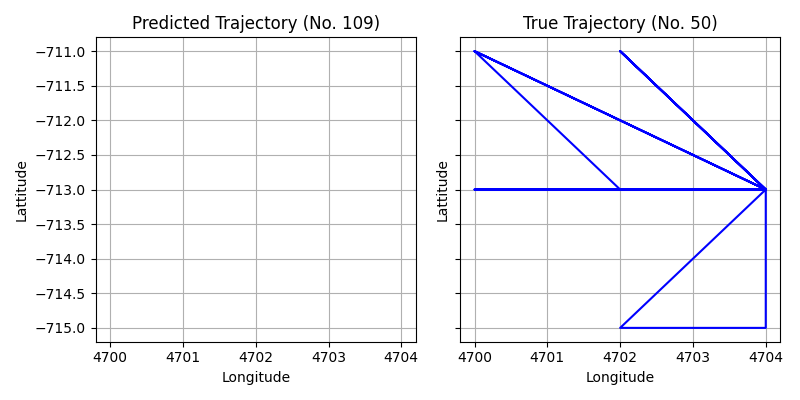 Predicted Trajectory (No. 109)
True Trajectory (No. 50)
Lattitude
−711.0
−711.5
−712.0
−712.5
−713.0
−713.5
−714.0
−714.5
−715.0
4700 4701 4702 4703 4704
Longitude
Lattitude
4700 4701 4702 4703 4704
Longitude